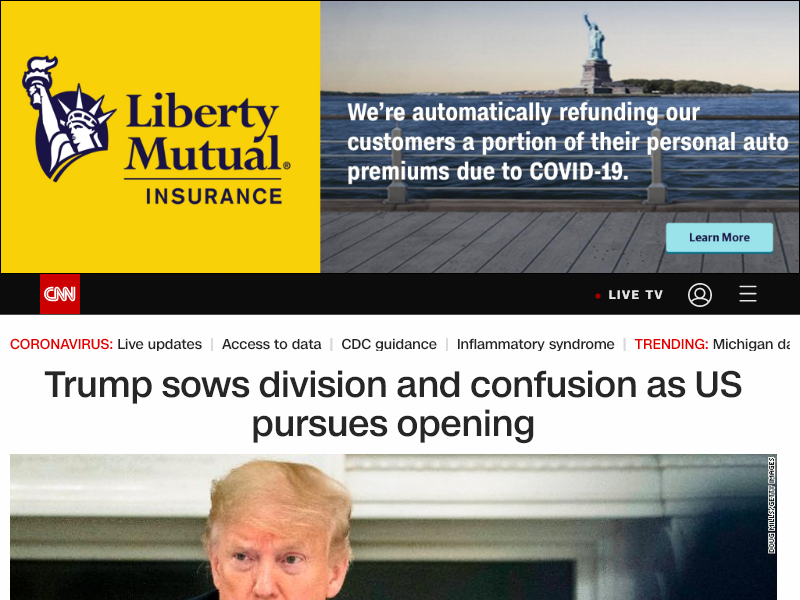 Liberty
Mutual®
INSURANCE
We're automatically refunding our
customers a portion of their personal auto
premiums due to COVID-19.
Learn More
CNN
LIVE TV
CORONAVIRUS: Live updates | Access to data | CDC guidance | Inflammatory syndrome | TRENDING: Michigan da
Trump sows division and confusion as US
pursues opening
DOUG MILLS/GETTY IMAGES